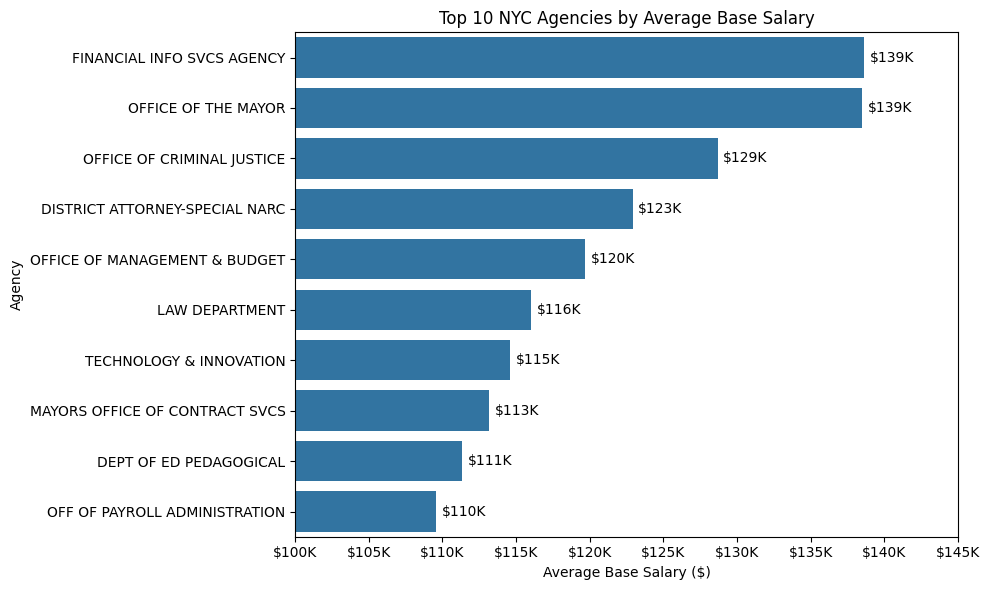 Top 10 NYC Agencies by Average Base Salary
Agency
FINANCIAL INFO SVCS AGENCY $139K
OFFICE OF THE MAYOR $139K
OFFICE OF CRIMINAL JUSTICE $129K
DISTRICT ATTORNEY-SPECIAL NARC $123K
OFFICE OF MANAGEMENT & BUDGET $120K
LAW DEPARTMENT $116K
TECHNOLOGY & INNOVATION $115K
MAYORS OFFICE OF CONTRACT SVCS $113K
DEPT OF ED PEDAGOGICAL $111K
OFF OF PAYROLL ADMINISTRATION $110K
$100K $105K $110K $115K $120K $125K $130K $135K $140K $145K
Average Base Salary ($)